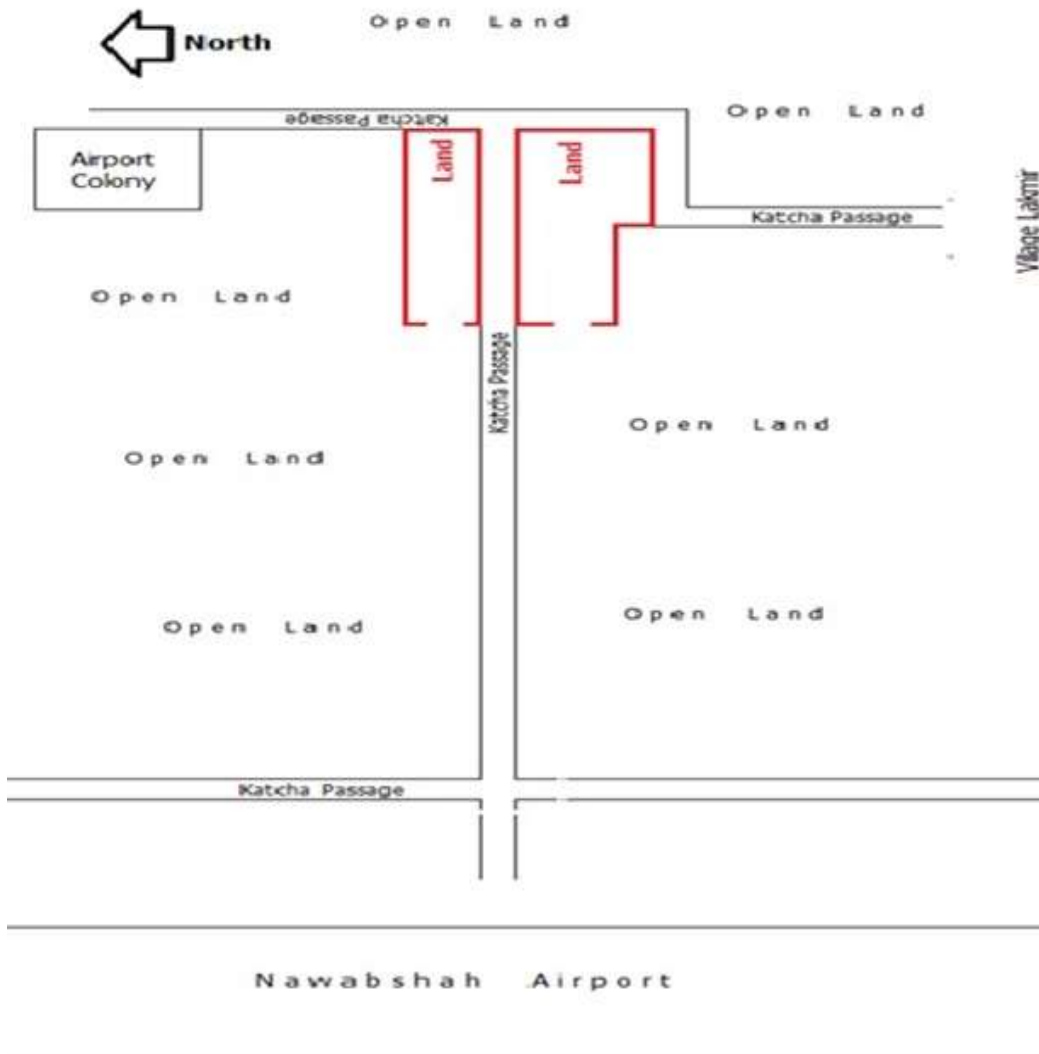 Open Land
North
Open Land
Katcha Passage
Airport
Colony
Land
Land
Katcha Passage
Village Lakmir
Open Land
Katcha Passage
Open Land
Open Land
Open Land
Open Land
Katcha Passage
Nawabshah Airport